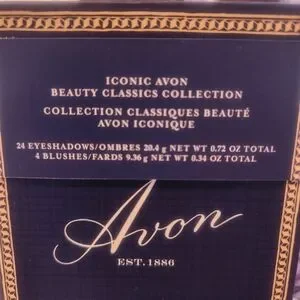 ICONIC AVON
BEAUTY CLASSICS COLLECTION
COLLECTION CLASSIQUES BEAUTÉ
AVON ICONIQUE
24 EYESHADOWS/OMBRES 20.4 g NET WT 0.72 OZ TOTAL
4 BLUSHES/FARDS 9.36 g NET WT 0.34 OZ TOTAL
Avon
EST. 1886